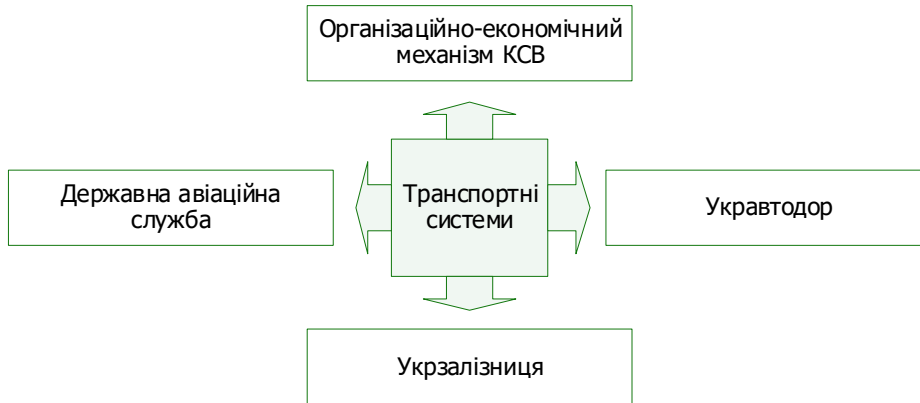 Організаційно-економічний
механізм КСВ
Державна авіаційна
служба
Транспортні
системи
Укравтодор
Укрзалізниця